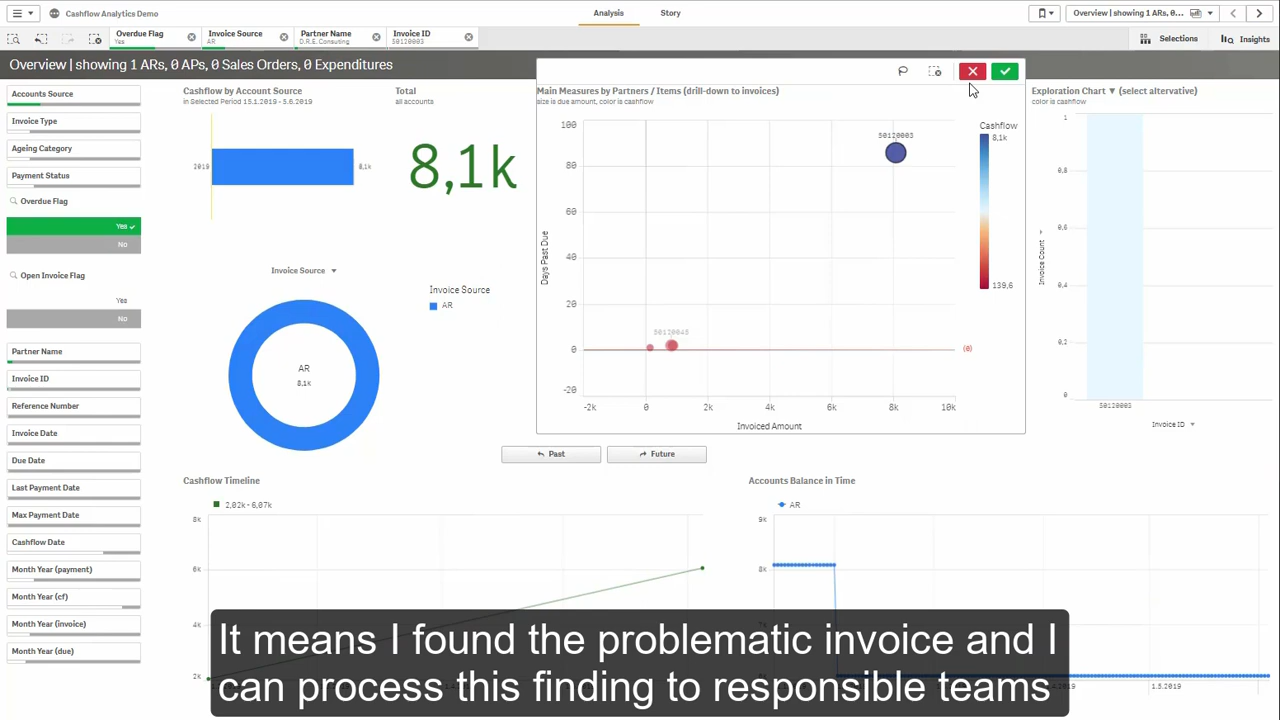 Cashflow Analytics Demo
Analysis
Story
Overview | showing 1 ARs, 0...
Overdue Flag
Yes
Invoice Source
AR
Partner Name
D.R.E. Consulting
Invoice ID
50120003
Selections
Insights
Overview | showing 1 ARs, 0 APs, 0 Sales Orders, 0 Expenditures
Accounts Source
Invoice Type
Ageing Category
Payment Status
Overdue Flag
Yes
No
Open Invoice Flag
Yes
No
Partner Name
Invoice ID
Reference Number
Invoice Date
Due Date
Last Payment Date
Max Payment Date
Cashflow Date
Month Year (payment)
Month Year (cf)
Month Year (invoice)
Month Year (due)
Cashflow by Account Source
in Selected Period 15.1.2019 - 5.6.2019
2019
8,1k
Total
all accounts
8,1k
Invoice Source
Invoice Source
AR
AR
8,1k
Main Measures by Partners / Items (drill-down to invoices)
size is due amount, color is cashflow
Days Past Due
100
80
60
40
20
0
-20
50120003
50120045
(0)
-2k 0 2k 4k 6k 8k 10k
Invoiced Amount
Cashflow
8,1k
139,6
Exploration Chart ▼ (select altervative)
color is cashflow
Invoice Count
1
0,8
0,6
0,4
0,2
0
50120003
Invoice ID
Past
Future
Cashflow Timeline
2,02k - 6,07k
8k
6k
4k
2k
Accounts Balance in Time
AR
9k
8k
1.5.2019
It means I found the problematic invoice and I
can process this finding to responsible teams